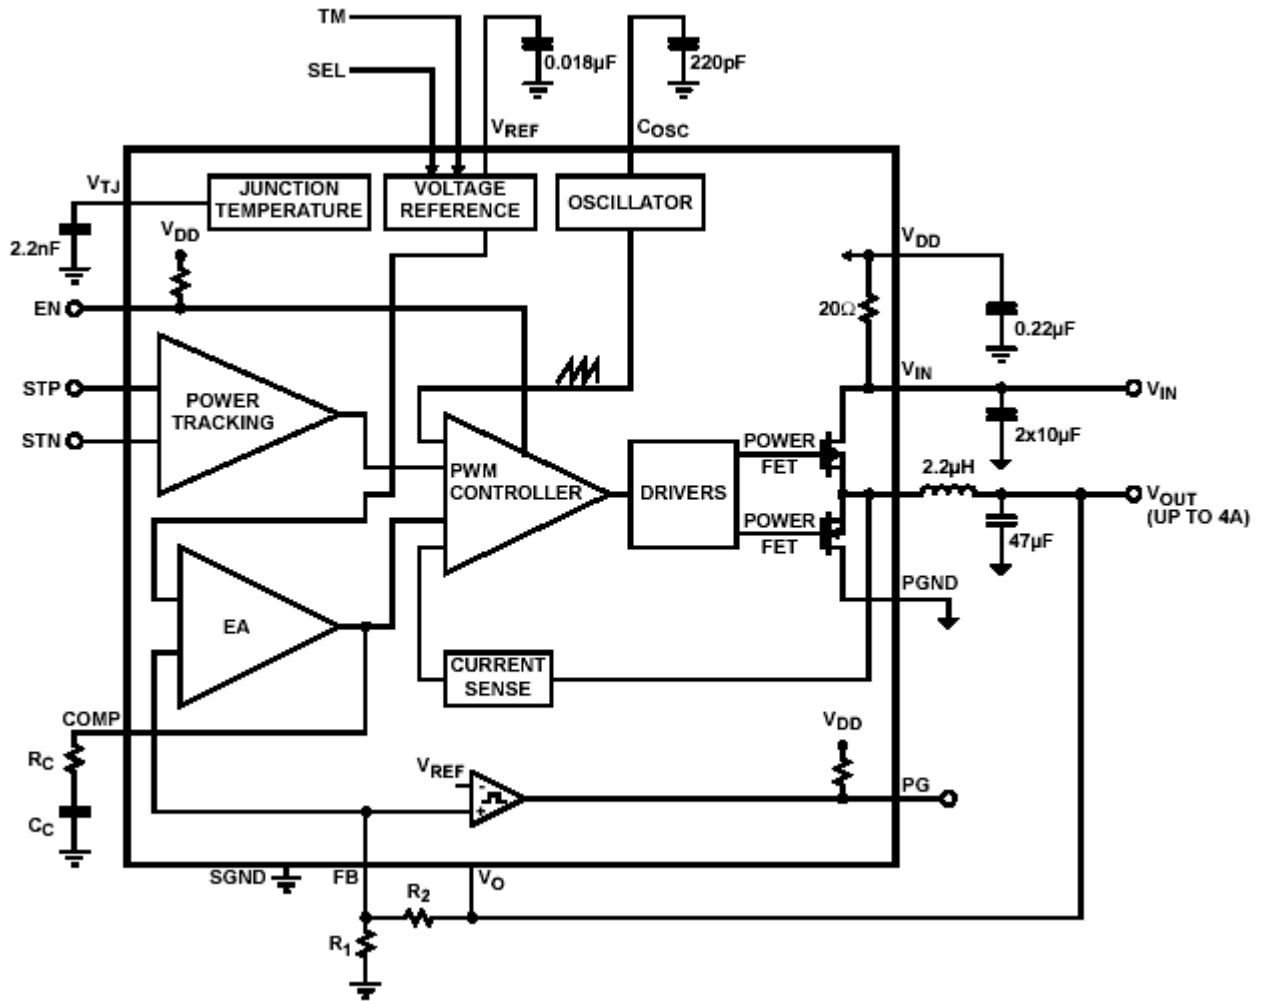 TM
0.018µF
220pF
SEL
VREF
COSC
VTJ
JUNCTION
TEMPERATURE
VOLTAGE
REFERENCE
OSCILLATOR
2.2nF
VDD
VDD
EN
20Ω
0.22µF
STP
POWER
TRACKING
STN
VIN
VIN
2x10µF
PWM
CONTROLLER
DRIVERS
POWER
FET
POWER
FET
2.2µH
VOUT
(UP TO 4A)
47µF
PGND
EA
CURRENT
SENSE
COMP
RC
CC
VREF
-
+
VDD
PG
SGND
FB
VO
R2
R1